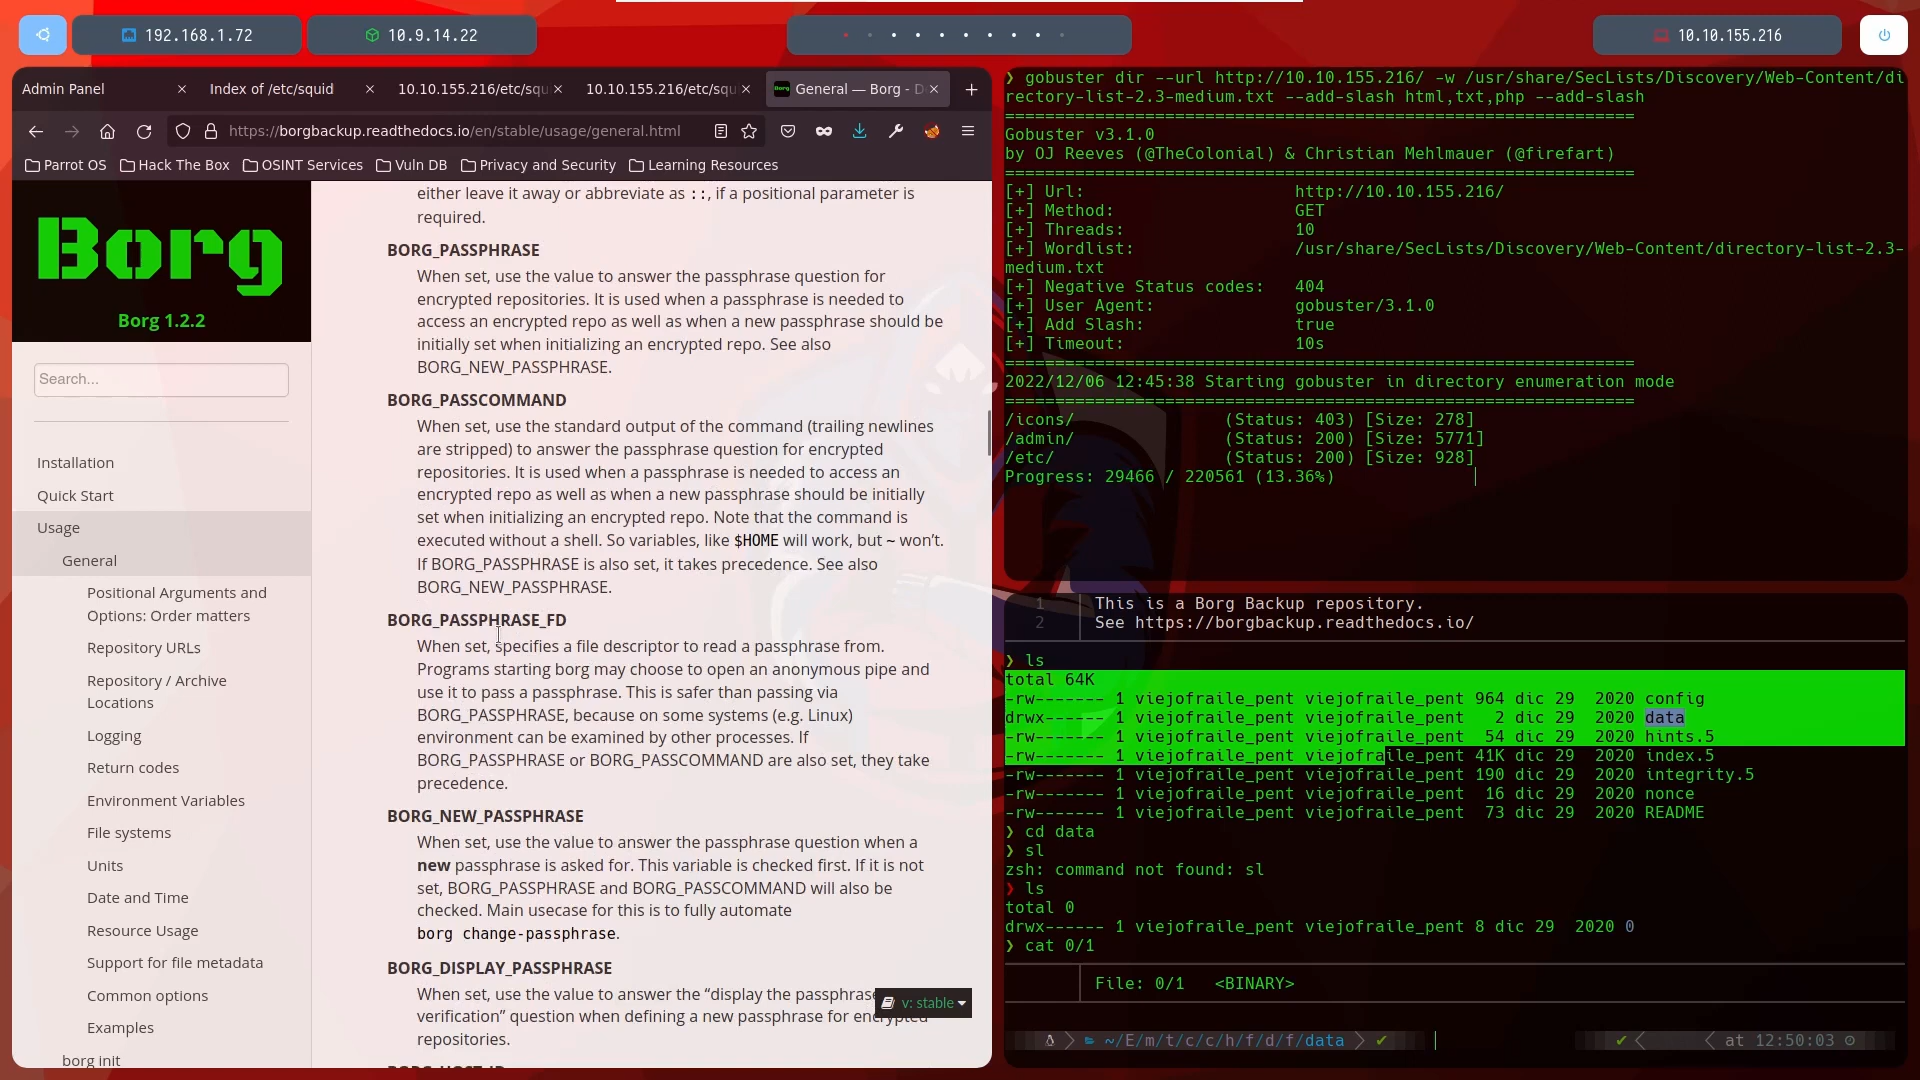 192.168.1.72
10.9.14.22
10.10.155.216
Admin Panel
Index of /etc/squid
10.10.155.216/etc/squ
10.10.155.216/etc/squ
General — Borg - D
https://borgbackup.readthedocs.io/en/stable/usage/general.html
Parrot OS
Hack The Box
OSINT Services
Vuln DB
Privacy and Security
Learning Resources
Borg
Borg 1.2.2
Search...
Installation
Quick Start
Usage
General
Positional Arguments and
Options: Order matters
Repository URLs
Repository / Archive
Locations
Logging
Return codes
Environment Variables
File systems
Units
Date and Time
Resource Usage
Support for file metadata
Common options
Examples
borg init
either leave it away or abbreviate as ::, if a positional parameter is
required.
BORG_PASSPHRASE
When set, use the value to answer the passphrase question for
encrypted repositories. It is used when a passphrase is needed to
access an encrypted repo as well as when a new passphrase should be
initially set when initializing an encrypted repo. See also
BORG_NEW_PASSPHRASE.
BORG_PASSCOMMAND
When set, use the standard output of the command (trailing newlines
are stripped) to answer the passphrase question for encrypted
repositories. It is used when a passphrase is needed to access an
encrypted repo as well as when a new passphrase should be initially
set when initializing an encrypted repo. Note that the command is
executed without a shell. So variables, like $HOME will work, but ~ won't.
If BORG_PASSPHRASE is also set, it takes precedence. See also
BORG_NEW_PASSPHRASE.
BORG_PASSPHRASE_FD
When set, specifies a file descriptor to read a passphrase from.
Programs starting borg may choose to open an anonymous pipe and
use it to pass a passphrase. This is safer than passing via
BORG_PASSPHRASE, because on some systems (e.g. Linux)
environment can be examined by other processes. If
BORG_PASSPHRASE or BORG_PASSCOMMAND are also set, they take
precedence.
BORG_NEW_PASSPHRASE
When set, use the value to answer the passphrase question when a
new passphrase is asked for. This variable is checked first. If it is not
set, BORG_PASSPHRASE and BORG_PASSCOMMAND will also be
checked. Main usecase for this is to fully automate
borg change-passphrase.
BORG_DISPLAY_PASSPHRASE
When set, use the value to answer the “display the passphrase
verification” question when defining a new passphrase for encrypted
repositories.
v: stable
❯ gobuster dir --url http://10.10.155.216/ -w /usr/share/SecLists/Discovery/Web-Content/di
rectory-list-2.3-medium.txt --add-slash html,txt,php --add-slash
===============================================================
Gobuster v3.1.0
by OJ Reeves (@TheColonial) & Christian Mehlmauer (@firefart)
===============================================================
[+] Url:                     http://10.10.155.216/
[+] Method:                  GET
[+] Threads:                 10
[+] Wordlist:                /usr/share/SecLists/Discovery/Web-Content/directory-list-2.3-
medium.txt
[+] Negative Status codes:   404
[+] User Agent:              gobuster/3.1.0
[+] Add Slash:               true
[+] Timeout:                 10s
===============================================================
2022/12/06 12:45:38 Starting gobuster in directory enumeration mode
===============================================================
/icons/               (Status: 403) [Size: 278]
/admin/               (Status: 200) [Size: 5771]
/etc/                 (Status: 200) [Size: 928]
Progress: 29466 / 220561 (13.36%)
1 This is a Borg Backup repository.
2 See https://borgbackup.readthedocs.io/
❯ ls
total 64K
-rw------- 1 viejofraile_pent viejofraile_pent 964 dic 29  2020 config
drwx------ 1 viejofraile_pent viejofraile_pent   2 dic 29  2020 data
-rw------- 1 viejofraile_pent viejofraile_pent  54 dic 29  2020 hints.5
-rw------- 1 viejofraile_pent viejofraile_pent 41K dic 29  2020 index.5
-rw------- 1 viejofraile_pent viejofraile_pent 190 dic 29  2020 integrity.5
-rw------- 1 viejofraile_pent viejofraile_pent  16 dic 29  2020 nonce
-rw------- 1 viejofraile_pent viejofraile_pent  73 dic 29  2020 README
❯ cd data
❯ sl
zsh: command not found: sl
❯ ls
total 0
drwx------ 1 viejofraile_pent viejofraile_pent 8 dic 29  2020 0
❯ cat 0/1
File: 0/1   <BINARY>
~/E/m/t/c/c/h/f/d/f/data ✔
✔ at 12:50:03